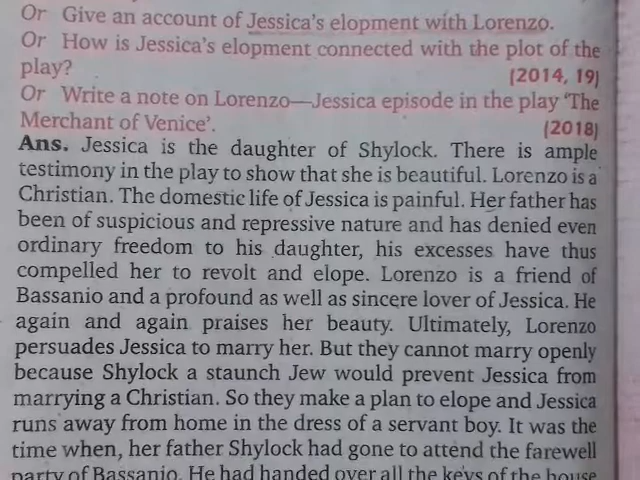 Or Give an account of Jessica's elopment with Lorenzo.
Or How is Jessica's elopment connected with the plot of the
play? (2014, 19)
Or Write a note on Lorenzo—Jessica episode in the play 'The
Merchant of Venice'. (2018)
Ans. Jessica is the daughter of Shylock. There is ample
testimony in the play to show that she is beautiful. Lorenzo is a
Christian. The domestic life of Jessica is painful. Her father has
been of suspicious and repressive nature and has denied even
ordinary freedom to his daughter, his excesses have thus
compelled her to revolt and elope. Lorenzo is a friend of
Bassanio and a profound as well as sincere lover of Jessica. He
again and again praises her beauty. Ultimately, Lorenzo
persuades Jessica to marry her. But they cannot marry openly
because Shylock a staunch Jew would prevent Jessica from
marrying a Christian. So they make a plan to elope and Jessica
runs away from home in the dress of a servant boy. It was the
time when, her father Shylock had gone to attend the farewell
party of Bassanio. He had handed over all the keys of the house